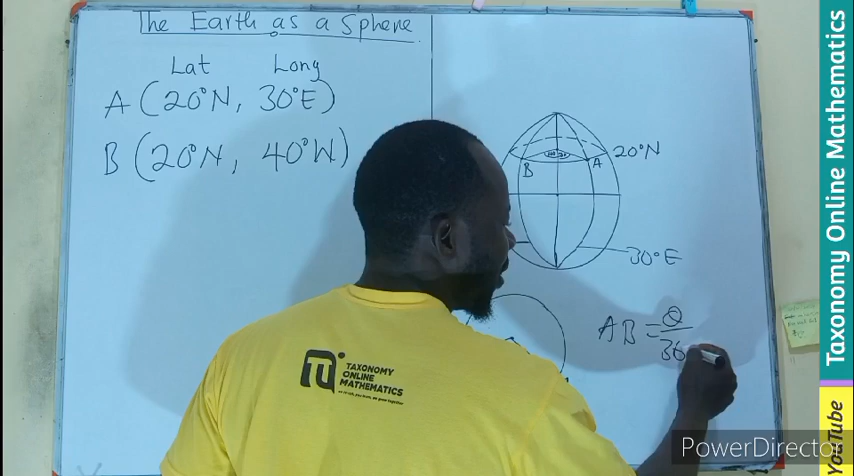 The Earth as a Sphere
Lat Long
A (20°N, 30°E)
B (20°N, 40°W)
B A 20°N
30°E
AB = θ
36
TAXONOMY
ONLINE
MATHEMATICS
Taxonomy Online Mathematics
YouTube
PowerDirector